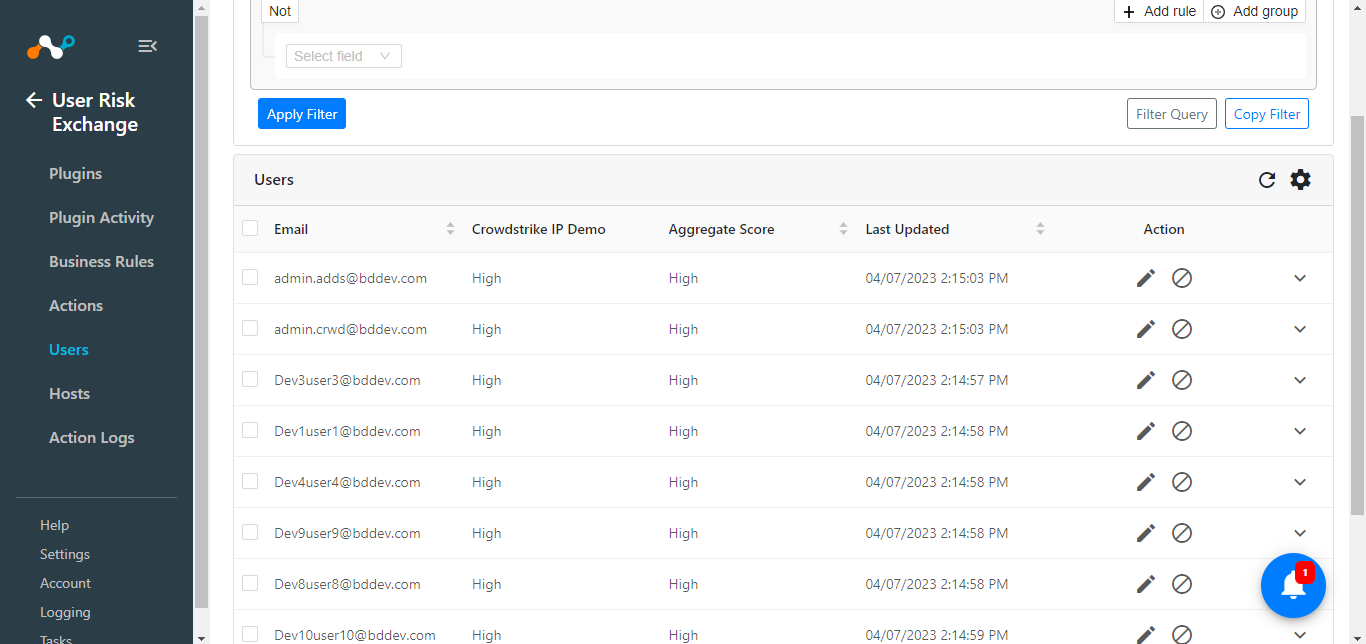 User Risk
Exchange
Plugins
Plugin Activity
Business Rules
Actions
Users
Hosts
Action Logs
Help
Settings
Account
Logging
Tasks
Not
Add rule
Add group
Select field
Apply Filter
Filter Query
Copy Filter
Users
Email Crowdstrike IP Demo Aggregate Score Last Updated Action
admin.adds@bddev.com High High 04/07/2023 2:15:03 PM
admin.crwd@bddev.com High High 04/07/2023 2:15:03 PM
Dev3user3@bddev.com High High 04/07/2023 2:14:57 PM
Dev1user1@bddev.com High High 04/07/2023 2:14:58 PM
Dev4user4@bddev.com High High 04/07/2023 2:14:58 PM
Dev9user9@bddev.com High High 04/07/2023 2:14:58 PM
Dev8user8@bddev.com High High 04/07/2023 2:14:58 PM
Dev10user10@bddev.com High High 04/07/2023 2:14:59 PM
1